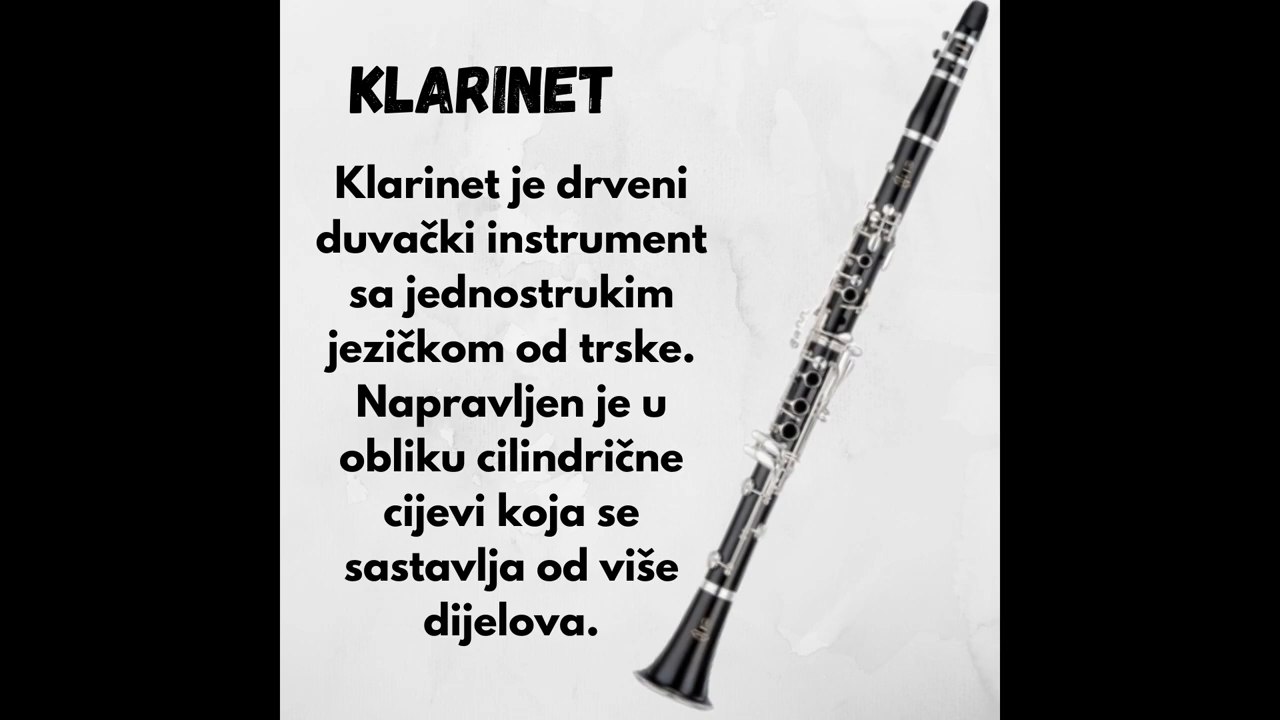 KLARINET
Klarinet je drveni
duvački instrument
sa jednostrukim
jezičkom od trske.
Napravljen je u
obliku cilindrične
cijevi koja se
sastavlja od više
dijelova.